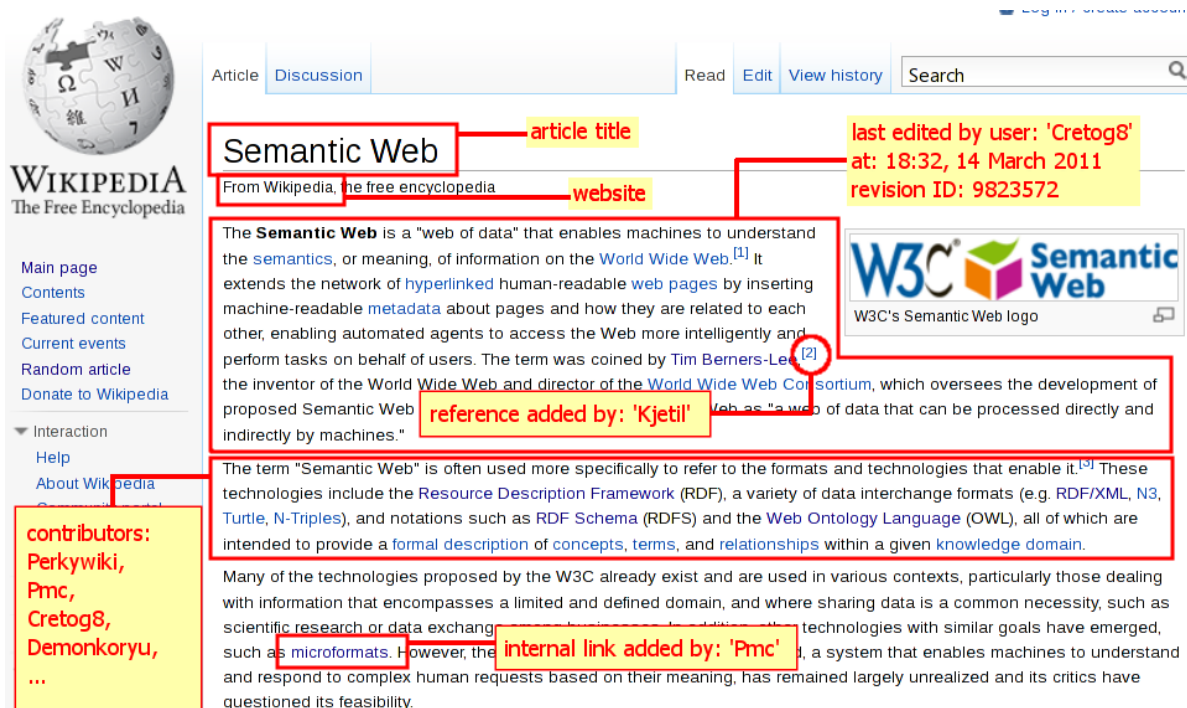 Log in / create account
Article Discussion Read Edit View history Search
article title
last edited by user: 'Cretog8'
at: 18:32, 14 March 2011
revision ID: 9823572
Semantic Web
WIKIPEDIA
The Free Encyclopedia
From Wikipedia, the free encyclopedia
website
The Semantic Web is a "web of data" that enables machines to understand
the semantics, or meaning, of information on the World Wide Web.[1] It
extends the network of hyperlinked human-readable web pages by inserting
machine-readable metadata about pages and how they are related to each
other, enabling automated agents to access the Web more intelligently and
perform tasks on behalf of users. The term was coined by Tim Berners-Lee,[2]
the inventor of the World Wide Web and director of the World Wide Web Consortium, which oversees the development of
proposed Semantic Web Web as "a web of data that can be processed directly and
indirectly by machines."
reference added by: 'Kjetil'
W3C Semantic
Web
W3C's Semantic Web logo
Main page
Contents
Featured content
Current events
Random article
Donate to Wikipedia
Interaction
Help
About Wikipedia
Community portal
contributors:
Perkywiki,
Pmc,
Cretog8,
Demonkoryu,
...
The term "Semantic Web" is often used more specifically to refer to the formats and technologies that enable it.[3] These
technologies include the Resource Description Framework (RDF), a variety of data interchange formats (e.g. RDF/XML, N3,
Turtle, N-Triples), and notations such as RDF Schema (RDFS) and the Web Ontology Language (OWL), all of which are
intended to provide a formal description of concepts, terms, and relationships within a given knowledge domain.
Many of the technologies proposed by the W3C already exist and are used in various contexts, particularly those dealing
with information that encompasses a limited and defined domain, and where sharing data is a common necessity, such as
scientific research or data exchange among businesses. In addition, other technologies with similar goals have emerged,
such as microformats. However, the , a system that enables machines to understand
internal link added by: 'Pmc'
and respond to complex human requests based on their meaning, has remained largely unrealized and its critics have
questioned its feasibility.